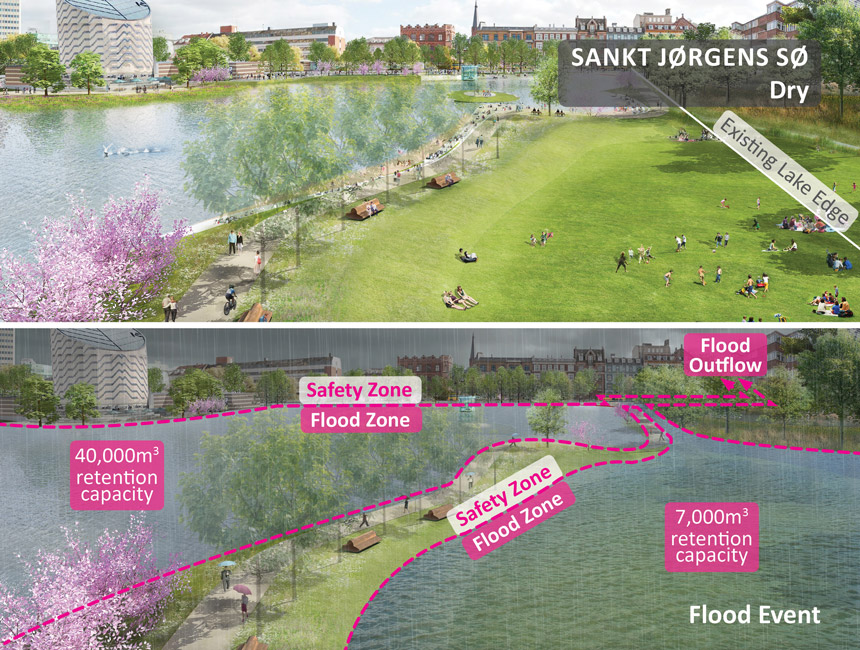 SANKT JØRGENS SØ
Dry
Existing Lake Edge
Flood
Outflow
Safety Zone
Flood Zone
40,000m³
retention
capacity
Safety Zone
Flood Zone
7,000m³
retention
capacity
Flood Event